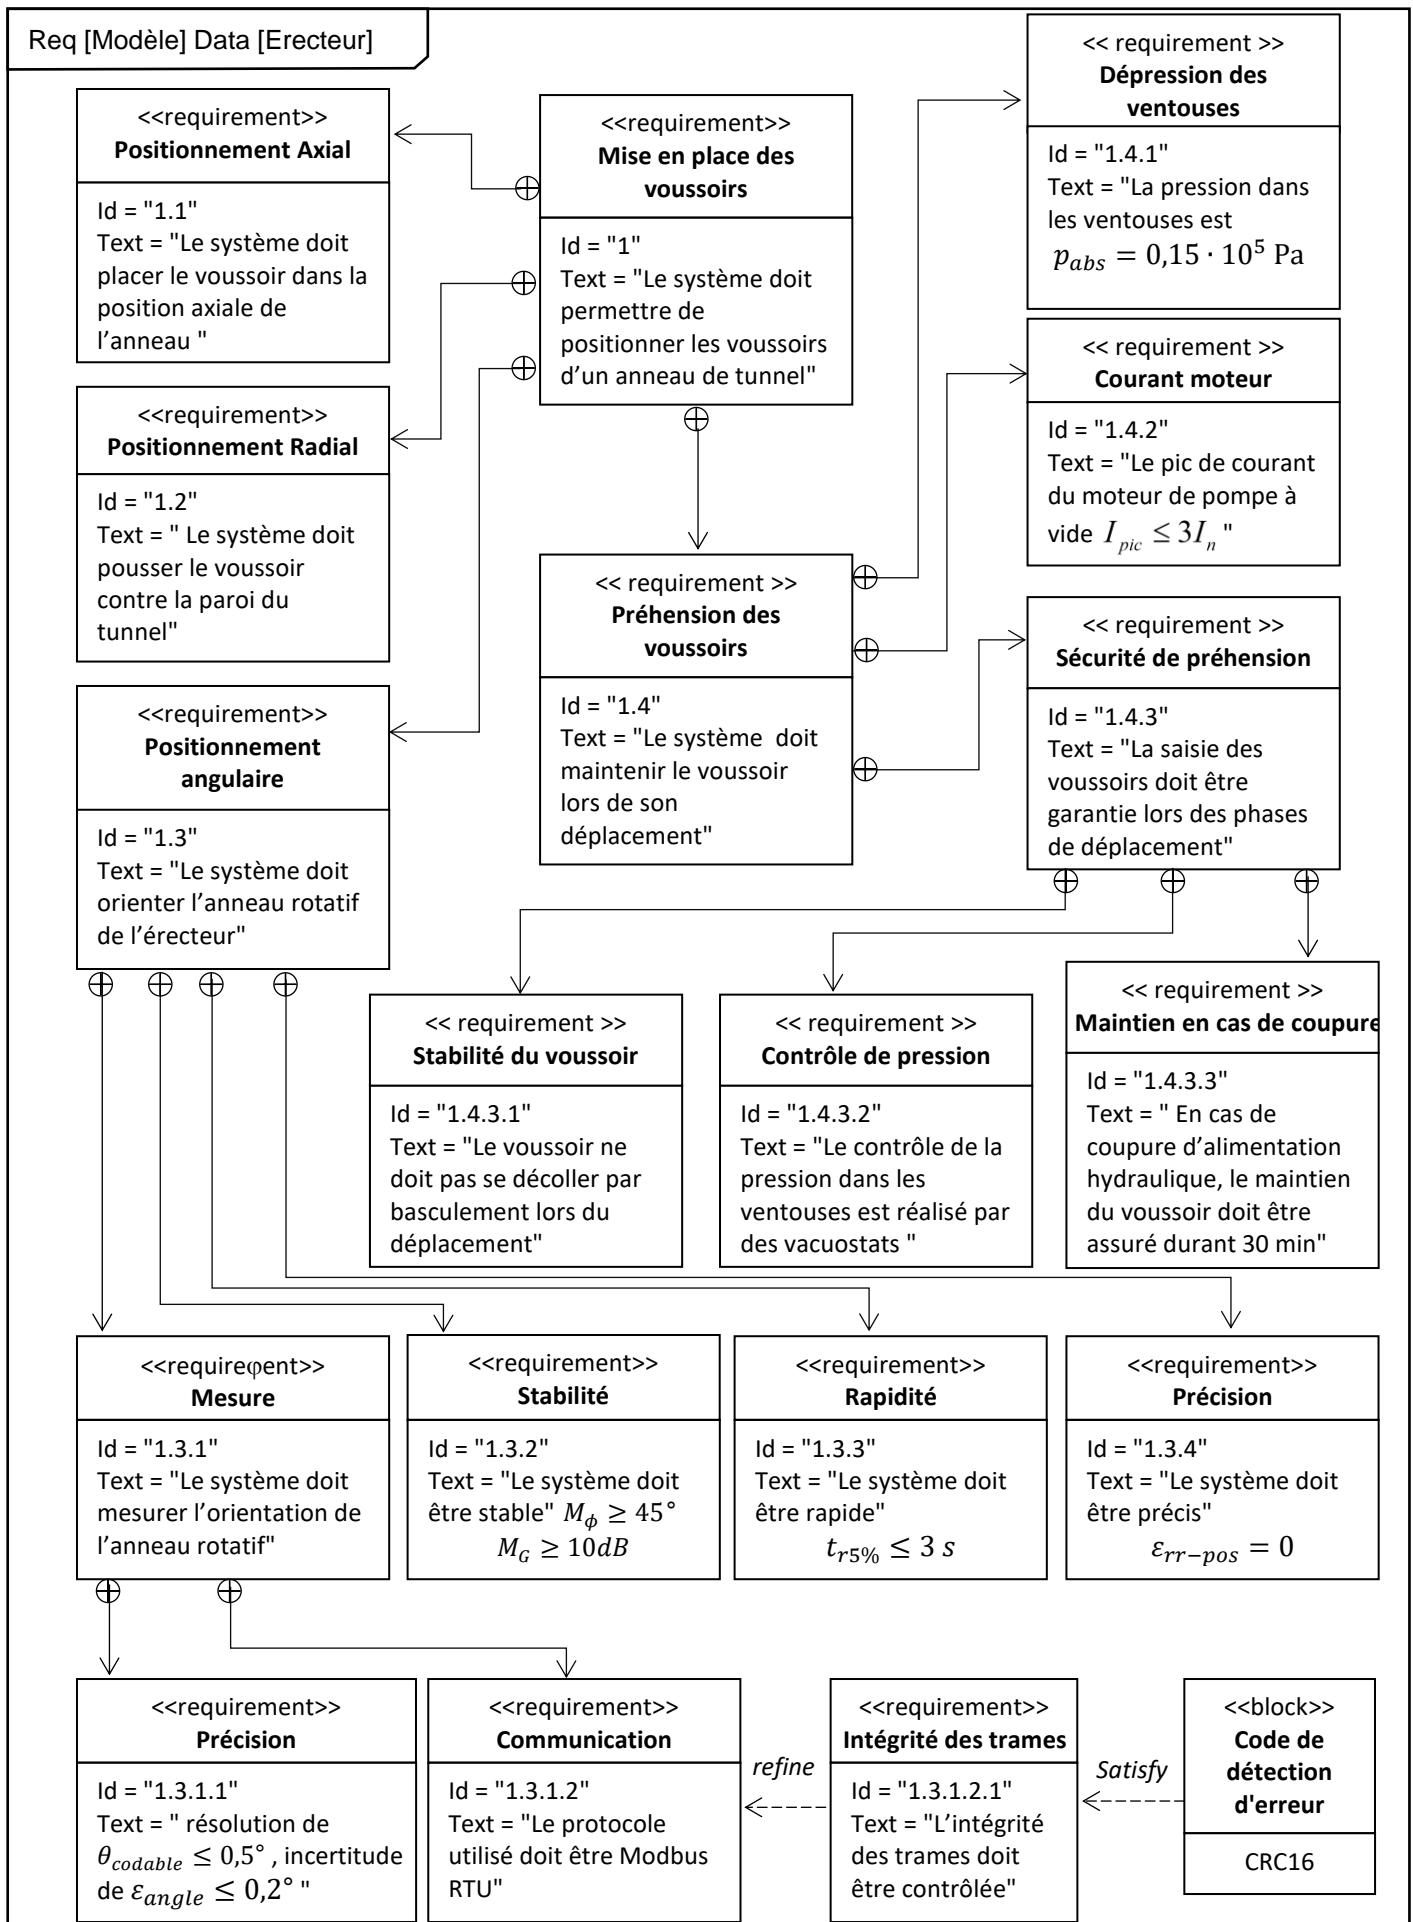 Req [Modèle] Data [Erecteur]
<<requirement>>
Positionnement Axial
Id = "1.1"
Text = "Le système doit
placer le voussoir dans la
position axiale de
l’anneau "
<<requirement>>
Mise en place des
voussoirs
Id = "1"
Text = "Le système doit
permettre de
positionner les voussoirs
d’un anneau de tunnel"
<< requirement >>
Dépression des
ventouses
Id = "1.4.1"
Text = "La pression dans
les ventouses est
p_{abs} = 0,15 · 10^5 Pa
<< requirement >>
Courant moteur
Id = "1.4.2"
Text = "Le pic de courant
du moteur de pompe à
vide I_{pic} ≤ 3I_n "
<<requirement>>
Positionnement Radial
Id = "1.2"
Text = " Le système doit
pousser le voussoir
contre la paroi du
tunnel"
<< requirement >>
Préhension des
voussoirs
Id = "1.4"
Text = "Le système  doit
maintenir le voussoir
lors de son
déplacement"
<< requirement >>
Sécurité de préhension
Id = "1.4.3"
Text = "La saisie des
voussoirs doit être
garantie lors des phases
de déplacement"
<<requirement>>
Positionnement
angulaire
Id = "1.3"
Text = "Le système doit
orienter l’anneau rotatif
de l’érecteur"
<< requirement >>
Stabilité du voussoir
Id = "1.4.3.1"
Text = "Le voussoir ne
doit pas se décoller par
basculement lors du
déplacement"
<< requirement >>
Contrôle de pression
Id = "1.4.3.2"
Text = "Le contrôle de la
pression dans les
ventouses est réalisé par
des vacuostats "
<< requirement >>
Maintien en cas de coupure
Id = "1.4.3.3"
Text = " En cas de
coupure d’alimentation
hydraulique, le maintien
du voussoir doit être
assuré durant 30 min"
<<requireφent>>
Mesure
Id = "1.3.1"
Text = "Le système doit
mesurer l’orientation de
l’anneau rotatif"
<<requirement>>
Stabilité
Id = "1.3.2"
Text = "Le système doit
être stable" M_ϕ ≥ 45°
M_G ≥ 10dB
<<requirement>>
Rapidité
Id = "1.3.3"
Text = "Le système doit
être rapide"
t_{r5%} ≤ 3 s
<<requirement>>
Précision
Id = "1.3.4"
Text = "Le système doit
être précis"
ε_{rr−pos} = 0
<<requirement>>
Précision
Id = "1.3.1.1"
Text = " résolution de
θ_{codable} ≤ 0,5° , incertitude
de ε_{angle} ≤ 0,2° "
<<requirement>>
Communication
Id = "1.3.1.2"
Text = "Le protocole
utilisé doit être Modbus
RTU"
refine
<<requirement>>
Intégrité des trames
Id = "1.3.1.2.1"
Text = "L’intégrité
des trames doit
être contrôlée"
Satisfy
<<block>>
Code de
détection
d'erreur
CRC16